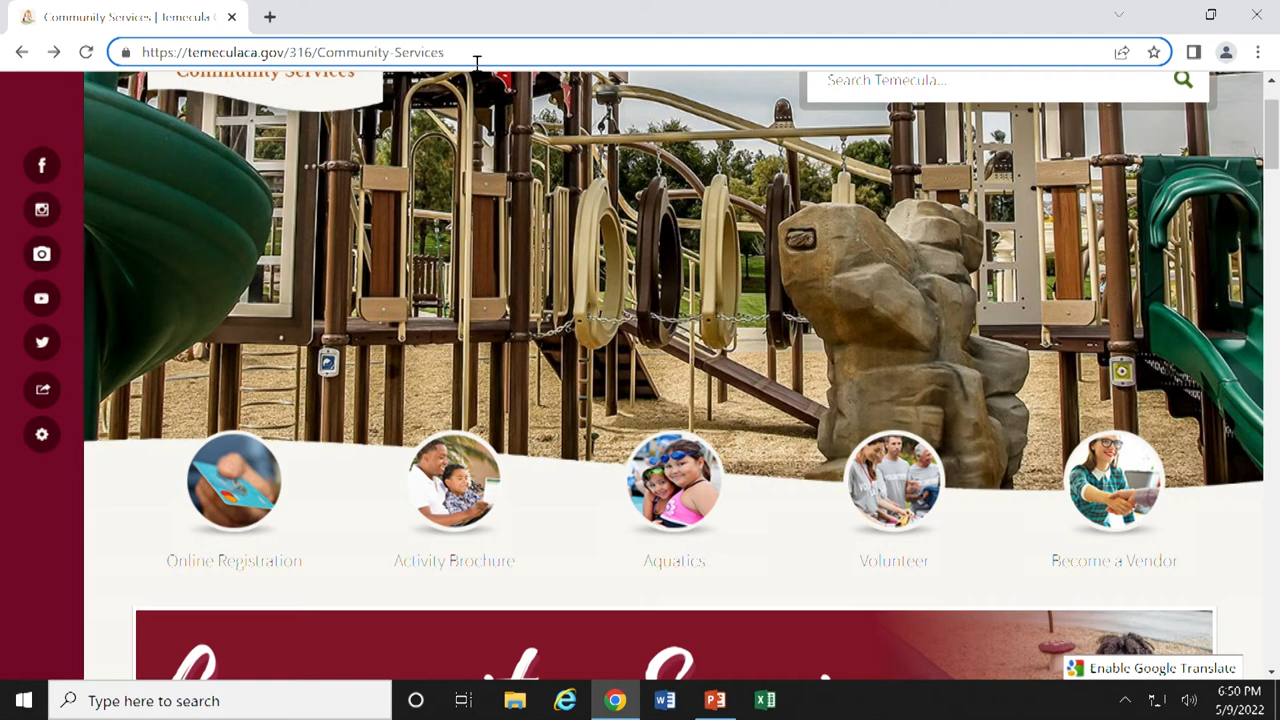 Community Services | Temecula
https://temeculaca.gov/316/Community-Services
Community Services
Search Temecula...
Online Registration
Activity Brochure
Aquatics
Volunteer
Become a Vendor
Enable Google Translate
Type here to search
6:50 PM
5/9/2022